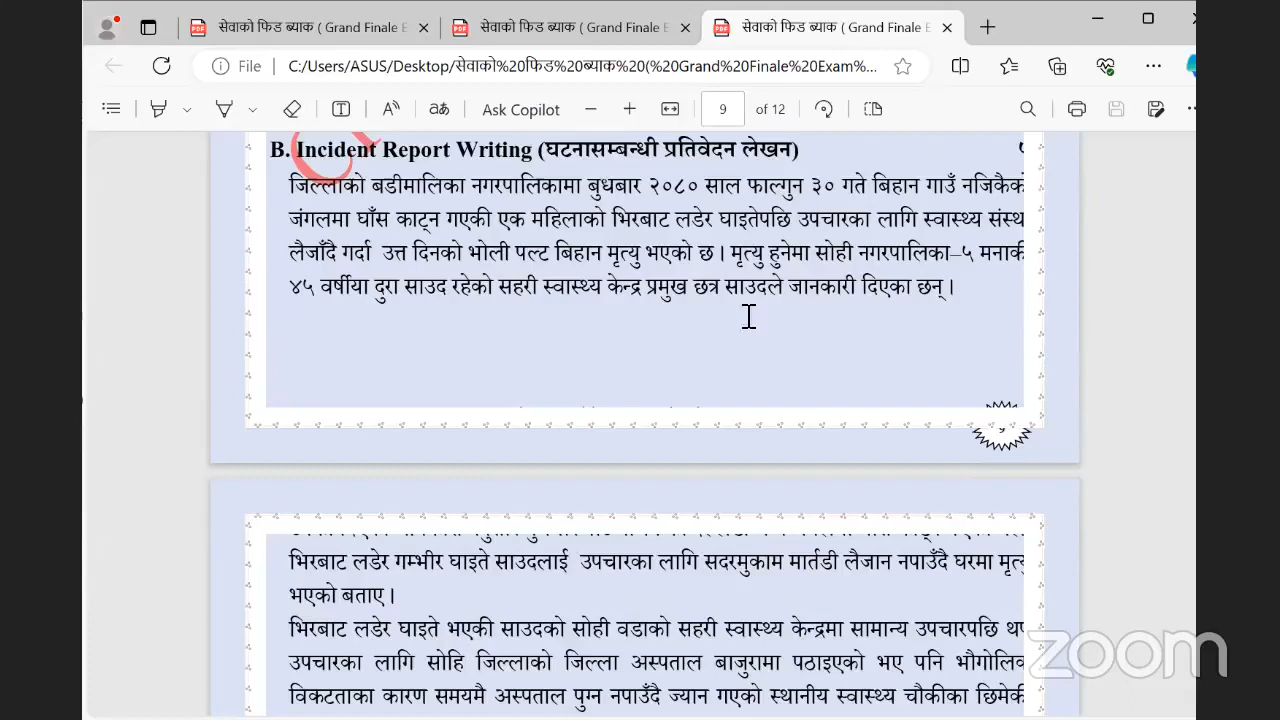 सेवाको फिड ब्याक ( Grand Finale E
सेवाको फिड ब्याक ( Grand Finale E
सेवाको फिड ब्याक ( Grand Finale E
File
C:/Users/ASUS/Desktop/सेवाको%20फिड%20ब्याक%20(%20Grand%20Finale%20Exam%...
aあ Ask Copilot 9 of 12
B. Incident Report Writing (घटनासम्बन्धी प्रतिवेदन लेखन)
जिल्लाको बडीमालिका नगरपालिकामा बुधबार २०८० साल फाल्गुन ३० गते बिहान गाउँ नजिकैको
जंगलमा घाँस काट्न गएकी एक महिलाको भिरबाट लडेर घाइतेपछि उपचारका लागि स्वास्थ्य संस्थ
लैजाँदै गर्दा उत्त दिनको भोली पल्ट बिहान मृत्यु भएको छ। मृत्यु हुनेमा सोही नगरपालिका–५ मनाकी
४५ वर्षीया दुरा साउद रहेको सहरी स्वास्थ्य केन्द्र प्रमुख छत्र साउदले जानकारी दिएका छन्।
भिरबाट लडेर गम्भीर घाइते साउदलाई उपचारका लागि सदरमुकाम मार्तडी लैजान नपाउँदै घरमा मृत्यु
भएको बताए।
भिरबाट लडेर घाइते भएकी साउदको सोही वडाको सहरी स्वास्थ्य केन्द्रमा सामान्य उपचारपछि थप
उपचारका लागि सोहि जिल्लाको जिल्ला अस्पताल बाजुरामा पठाइएको भए पनि भौगोलिक
विकटताका कारण समयमै अस्पताल पुग्न नपाउँदै ज्यान गएको स्थानीय स्वास्थ्य चौकीका छिमेकी
zoom